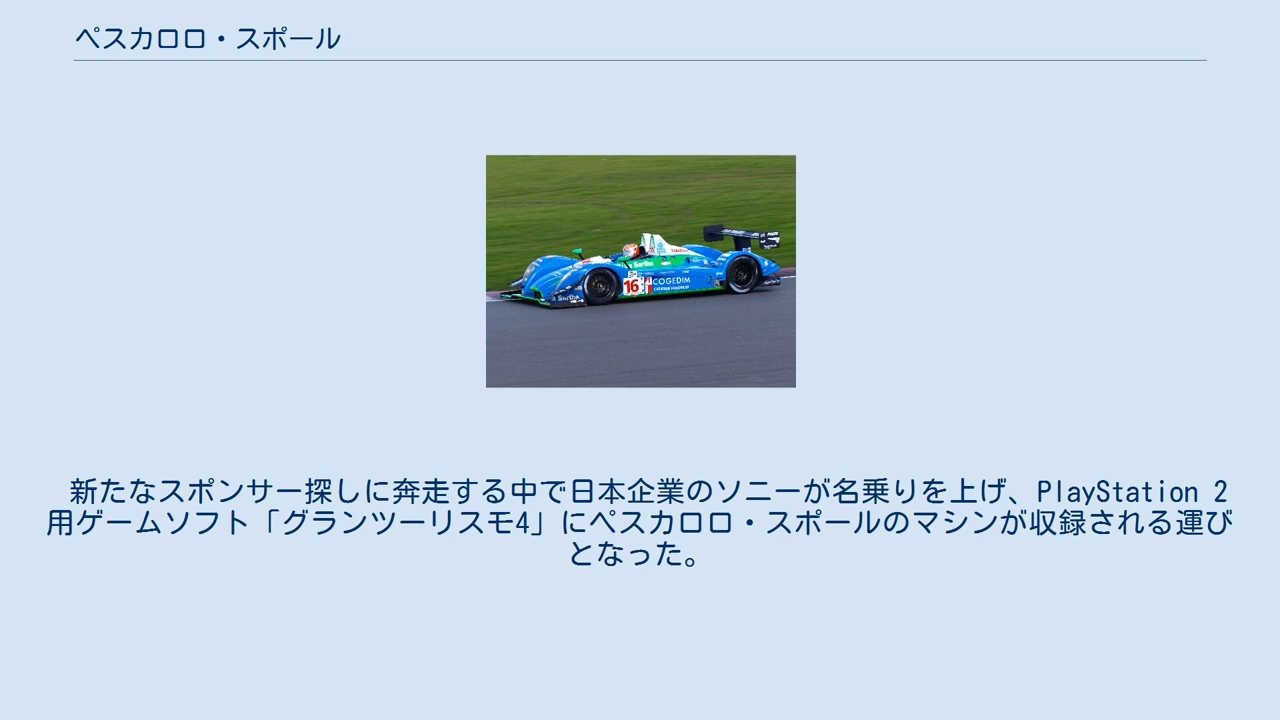 ペスカロロ・スポール
Sarthe
16
COGEDIM
Sarthe
新たなスポンサー探しに奔走する中で日本企業のソニーが名乗りを上げ、PlayStation 2
用ゲームソフト「グランツーリスモ4」にペスカロロ・スポールのマシンが収録される運び
となった。